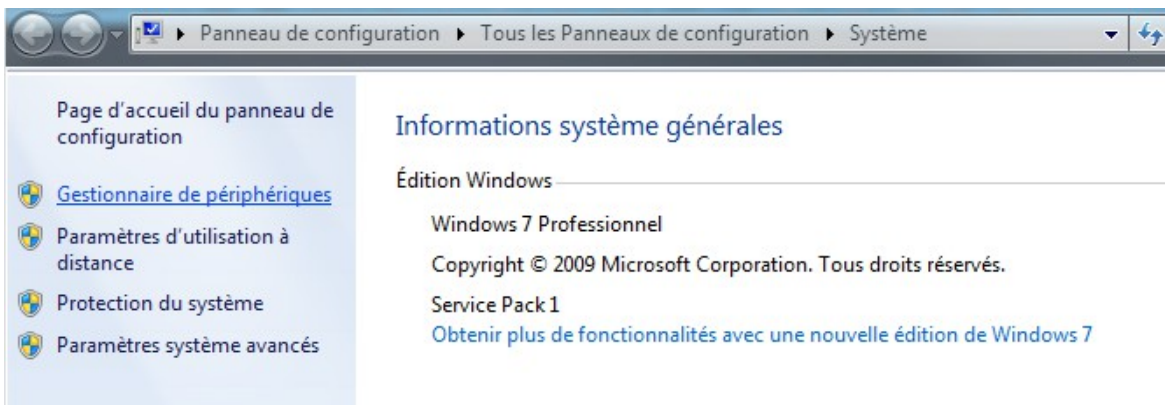 Panneau de configuration ▸ Tous les Panneaux de configuration ▸ Système
Page d'accueil du panneau de
configuration
Gestionnaire de périphériques
Paramètres d'utilisation à
distance
Protection du système
Paramètres système avancés
Informations système générales
Édition Windows
Windows 7 Professionnel
Copyright © 2009 Microsoft Corporation. Tous droits réservés.
Service Pack 1
Obtenir plus de fonctionnalités avec une nouvelle édition de Windows 7